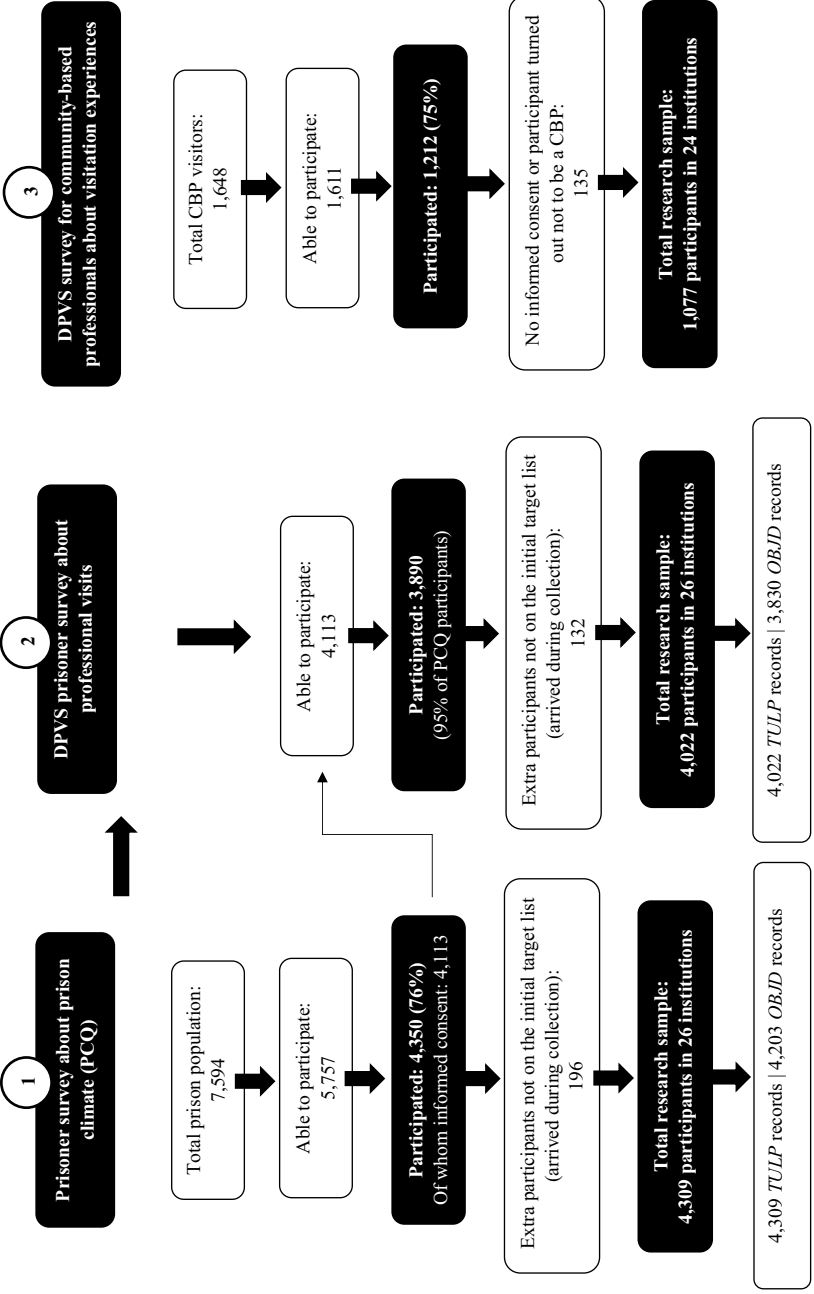 1
Prisoner survey about prison
climate (PCQ)
Total prison population:
7,594
Able to participate:
5,757
Participated: 4,350 (76%)
Of whom informed consent: 4,113
Extra participants not on the initial target list
(arrived during collection):
196
Total research sample:
4,309 participants in 26 institutions
4,309 TULP records | 4,203 OBJD records
2
DPVS prisoner survey about
professional visits
Able to participate:
4,113
Participated: 3,890
(95% of PCQ participants)
Extra participants not on the initial target list
(arrived during collection):
132
Total research sample:
4,022 participants in 26 institutions
4,022 TULP records | 3,830 OBJD records
3
DPVS survey for community-based
professionals about visitation experiences
Total CBP visitors:
1,648
Able to participate:
1,611
Participated: 1,212 (75%)
No informed consent or participant turned
out not to be a CBP:
135
Total research sample:
1,077 participants in 24 institutions